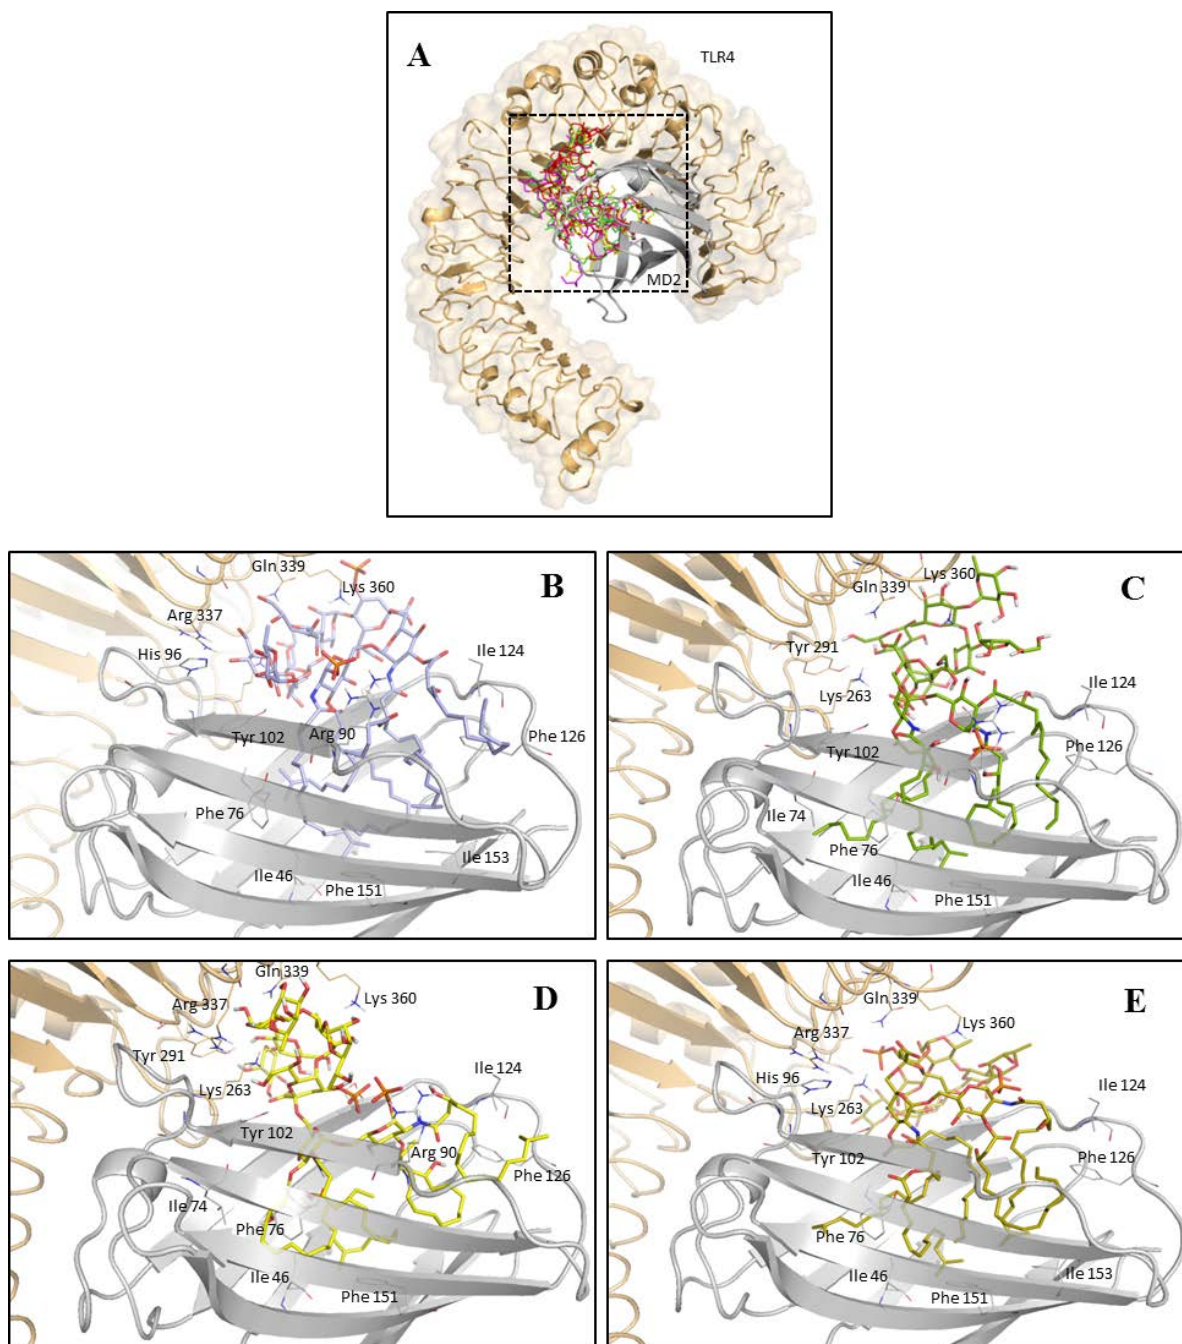 A
TLR4
MD2
B
Gln 339
Lys 360
Arg 337
His 96
Ile 124
Tyr 102
Arg 90
Phe 126
Phe 76
Ile 153
Ile 46
Phe 151
C
Lys 360
Gln 339
Tyr 291
Lys 263
Ile 124
Tyr 102
Phe 126
Ile 74
Phe 76
Ile 46
Phe 151
D
Gln 339
Arg 337
Lys 360
Tyr 291
Lys 263
Ile 124
Tyr 102
Arg 90
Phe 126
Ile 74
Phe 76
Ile 46
Phe 151
E
Gln 339
Arg 337
Lys 360
His 96
Lys 263
Ile 124
Tyr 102
Phe 126
Phe 76
Ile 46
Ile 153
Phe 151